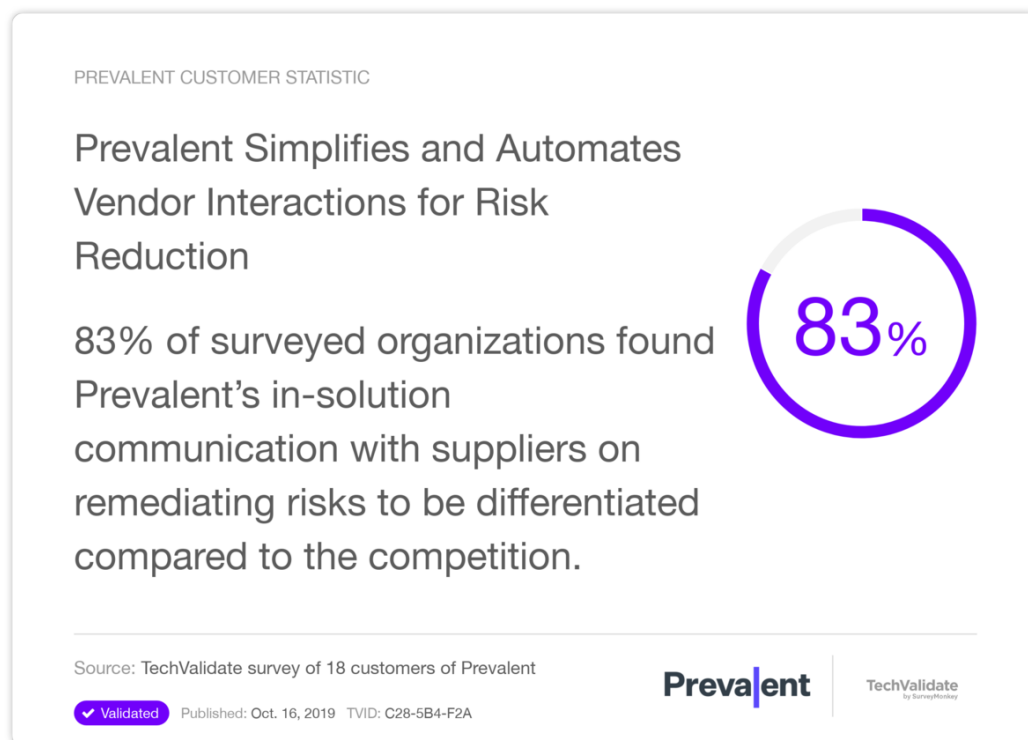 PREVALENT CUSTOMER STATISTIC
Prevalent Simplifies and Automates
Vendor Interactions for Risk
Reduction
83% of surveyed organizations found
Prevalent’s in-solution
communication with suppliers on
remediating risks to be differentiated
compared to the competition.
83%
Source: TechValidate survey of 18 customers of Prevalent
Validated Published: Oct. 16, 2019 TVID: C28-5B4-F2A
Prevalent
TechValidate
by SurveyMonkey